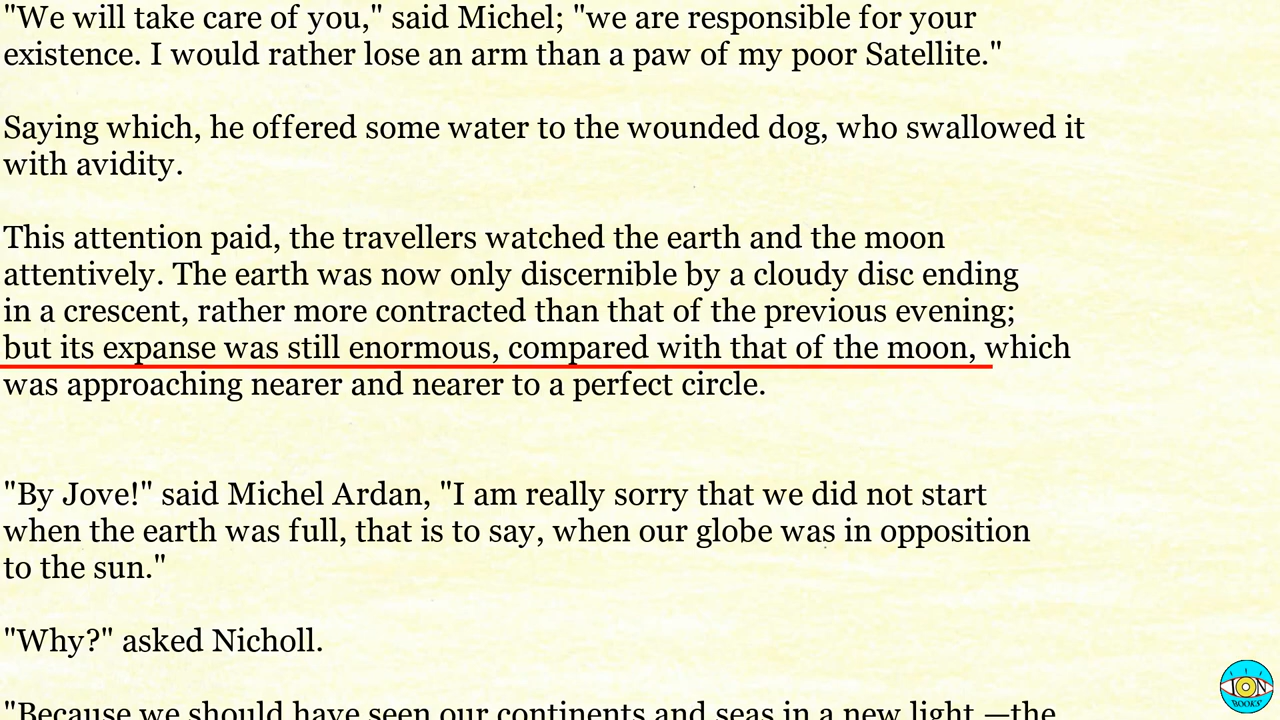 "We will take care of you," said Michel; "we are responsible for your
existence. I would rather lose an arm than a paw of my poor Satellite."
Saying which, he offered some water to the wounded dog, who swallowed it
with avidity.
This attention paid, the travellers watched the earth and the moon
attentively. The earth was now only discernible by a cloudy disc ending
in a crescent, rather more contracted than that of the previous evening;
but its expanse was still enormous, compared with that of the moon, which
was approaching nearer and nearer to a perfect circle.
"By Jove!" said Michel Ardan, "I am really sorry that we did not start
when the earth was full, that is to say, when our globe was in opposition
to the sun."
"Why?" asked Nicholl.
"Because we should have seen our continents and seas in a new light —the
ION
BOOKS